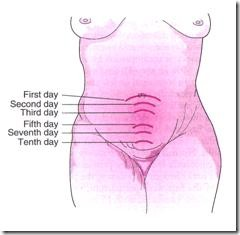 First day
Second day
Third day
Fifth day
Seventh day
Tenth day